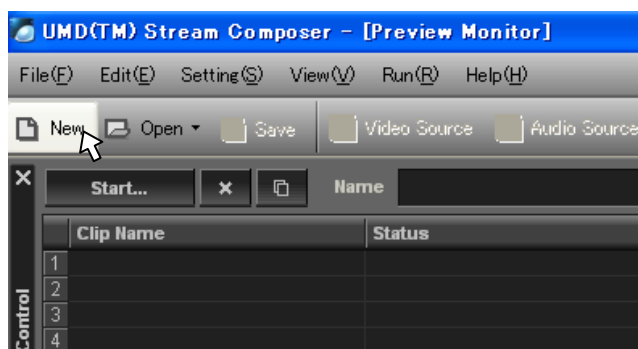 UMD(TM) Stream Composer - [Preview Monitor]
File(F) Edit(E) Setting(S) View(V) Run(R) Help(H)
New Open Save Video Source Audio Source
Start... Name
Clip Name Status
1
2
3
4
Control